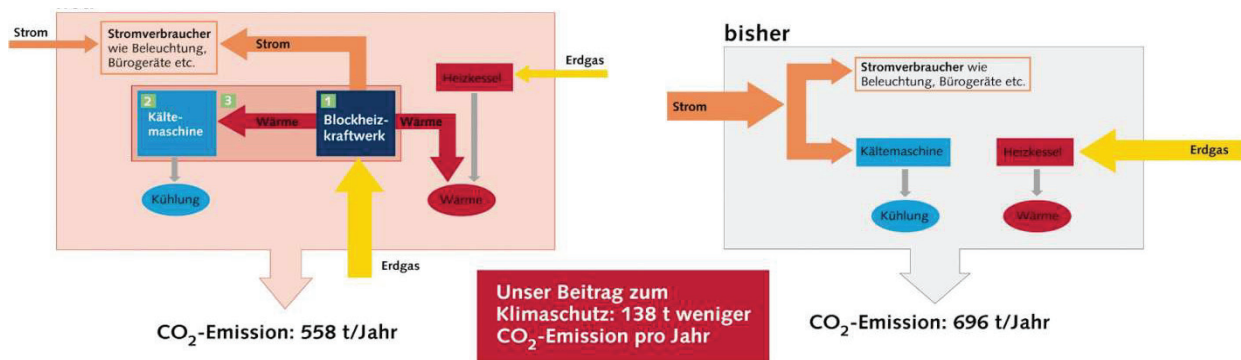 Strom
Stromverbraucher
wie Beleuchtung,
Bürogeräte etc.
Strom
Erdgas
Heizkessel
2
3
1
Kälte-
maschine
Wärme
Blockheiz-
kraftwerk
Wärme
Kühlung
Wärme
Erdgas
CO₂-Emission: 558 t/Jahr
Unser Beitrag zum
Klimaschutz: 138 t weniger
CO₂-Emission pro Jahr
bisher
Stromverbraucher wie
Beleuchtung, Bürogeräte etc.
Strom
Kältemaschine
Heizkessel
Erdgas
Kühlung
Wärme
CO₂-Emission: 696 t/Jahr